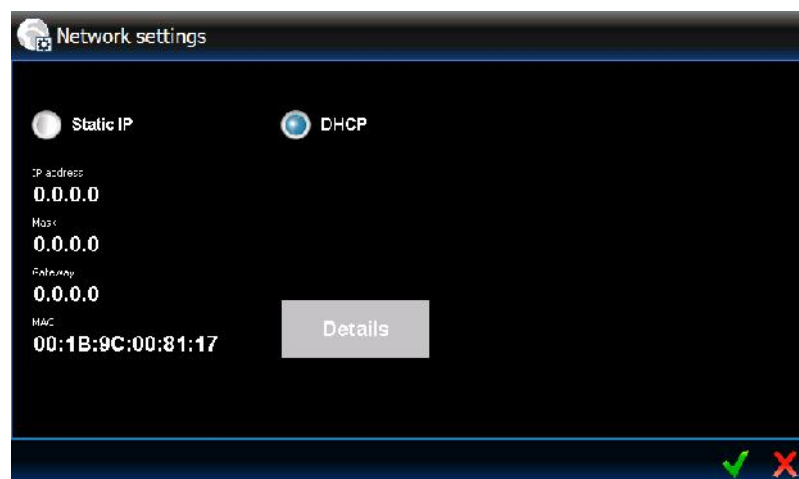 Network settings
Static IP
DHCP
IP address
0.0.0.0
Mask
0.0.0.0
Gateway
0.0.0.0
MAC
00:1B:9C:00:81:17
Details